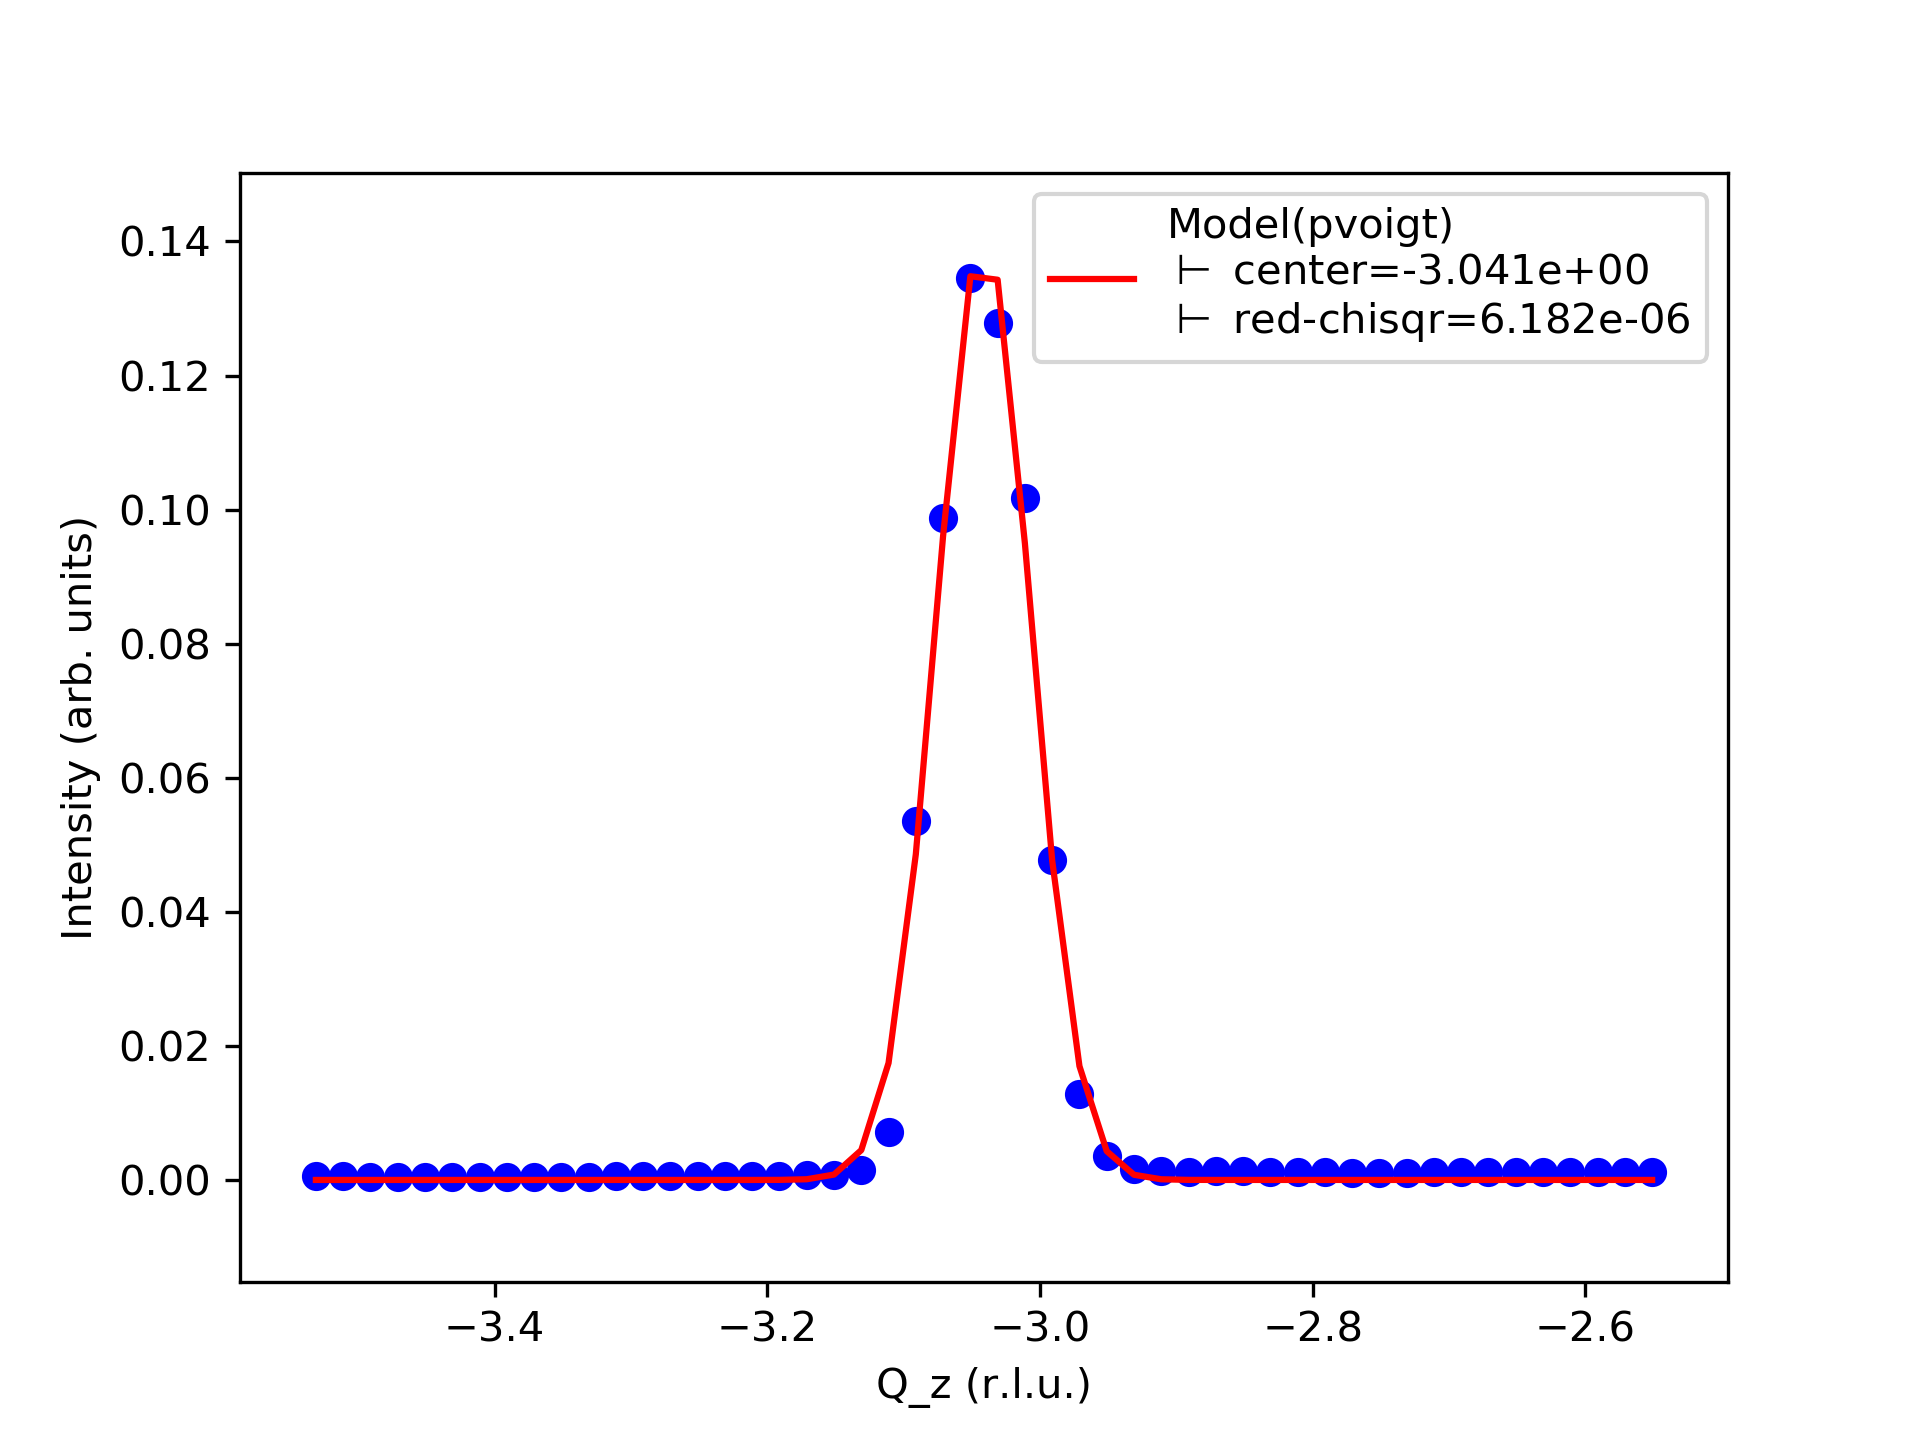 Model(pvoigt)
⊢ center=-3.041e+00
⊢ red-chisqr=6.182e-06
0.14
0.12
0.10
0.08
0.06
0.04
0.02
0.00
Intensity (arb. units)
−3.4 −3.2 −3.0 −2.8 −2.6
Q_z (r.l.u.)